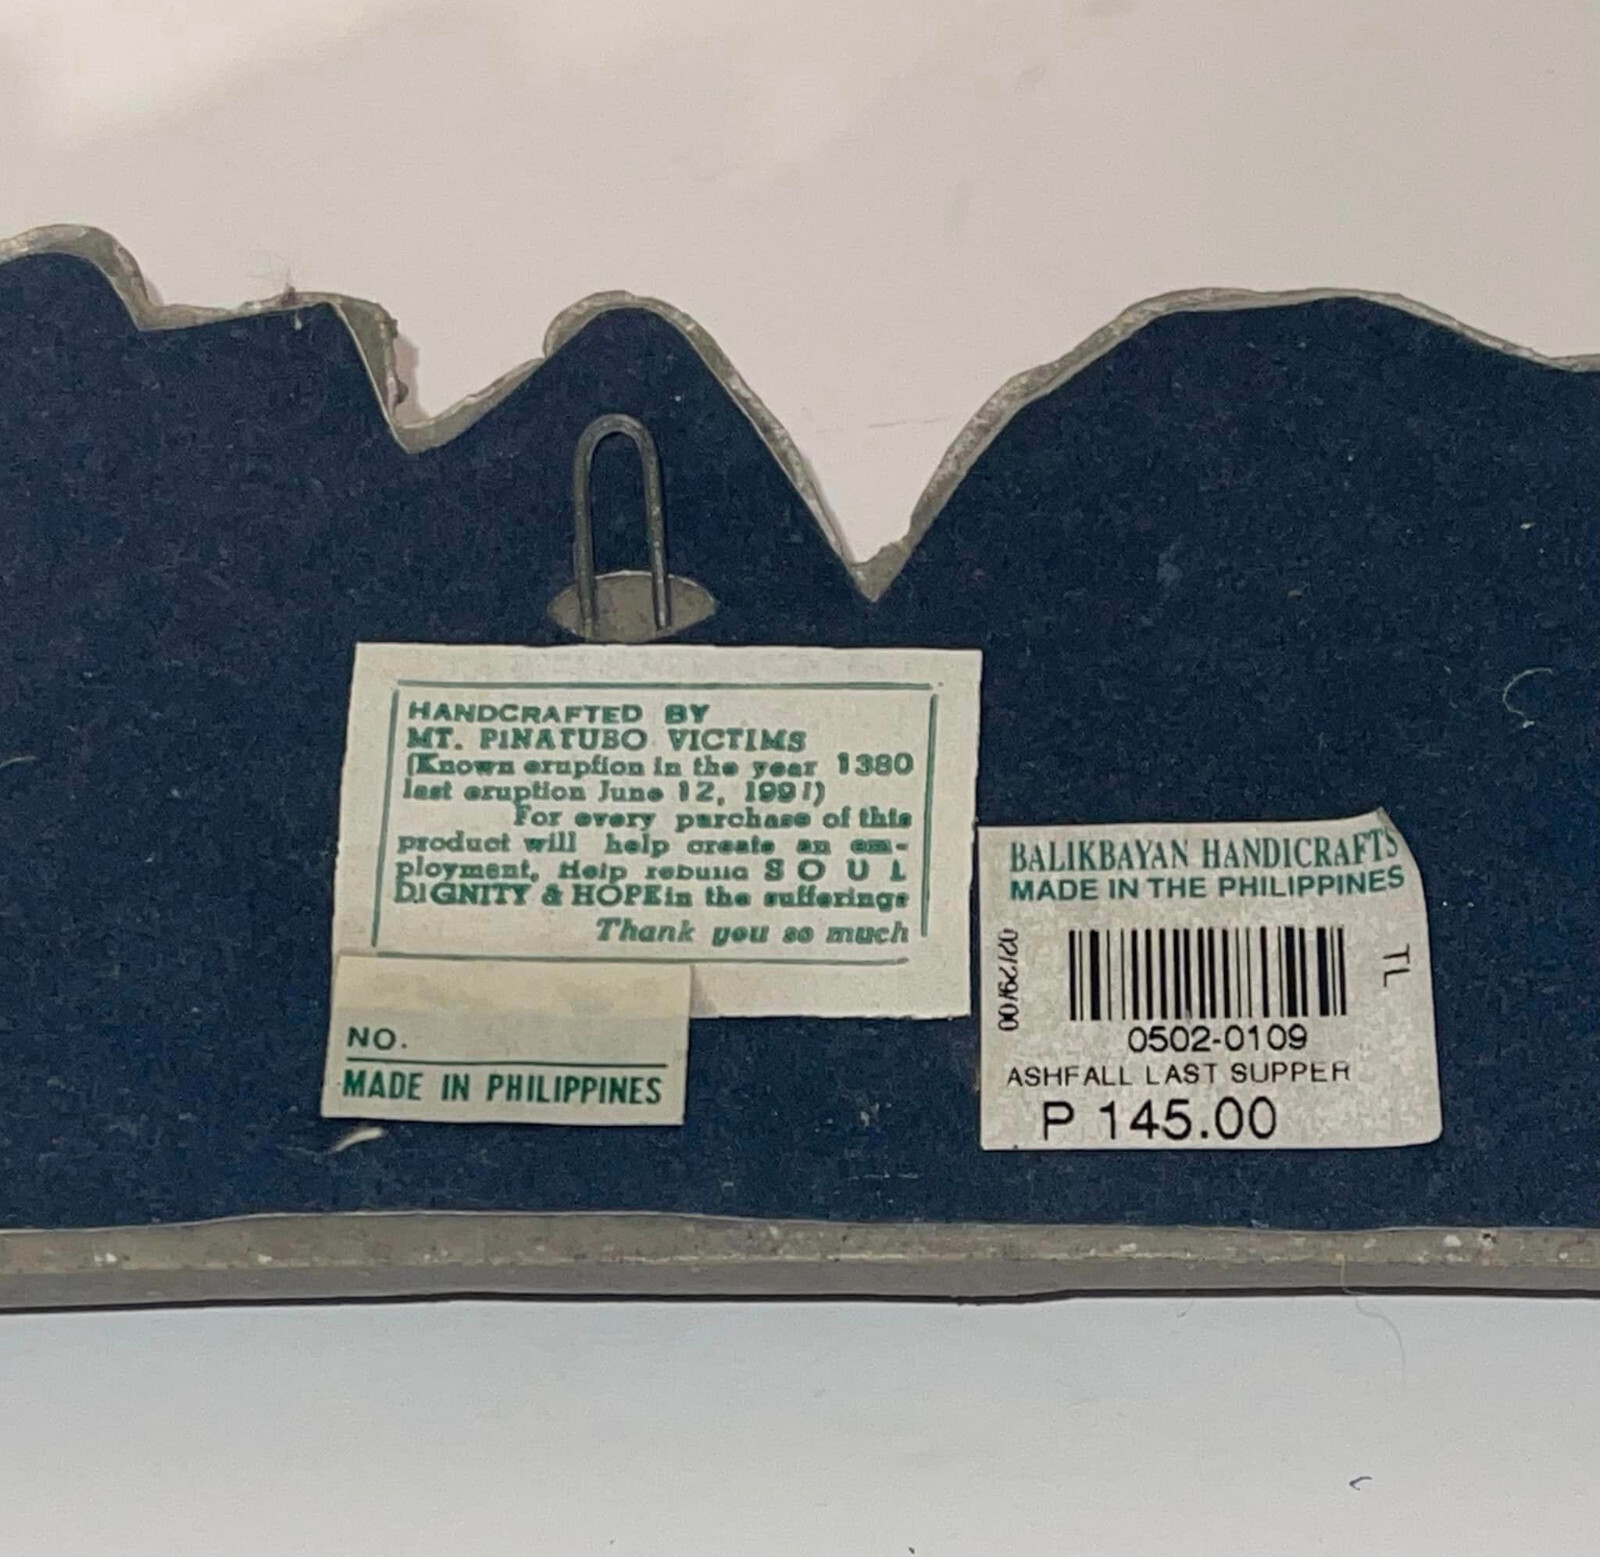 HANDCRAFTED BY
MT. PINATUBO VICTIMS
(Known eruption in the year 1380
last eruption June 12, 1991)
For every purchase of this
product will help create an em-
ployment, Help rebuild S O U L
DIGNITY & HOPE in the sufferings
Thank you so much
NO.
MADE IN PHILIPPINES
BALIKBAYAN HANDICRAFTS
MADE IN THE PHILIPPINES
02/29/00
TL
0502-0109
ASHFALL LAST SUPPER
P 145.00